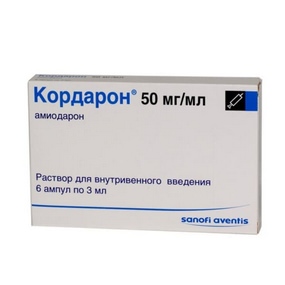 Кордарон® 50 мг/мл
амиодарон
Раствор для внутривенного введения
6 ампул по 3 мл
sanofi aventis